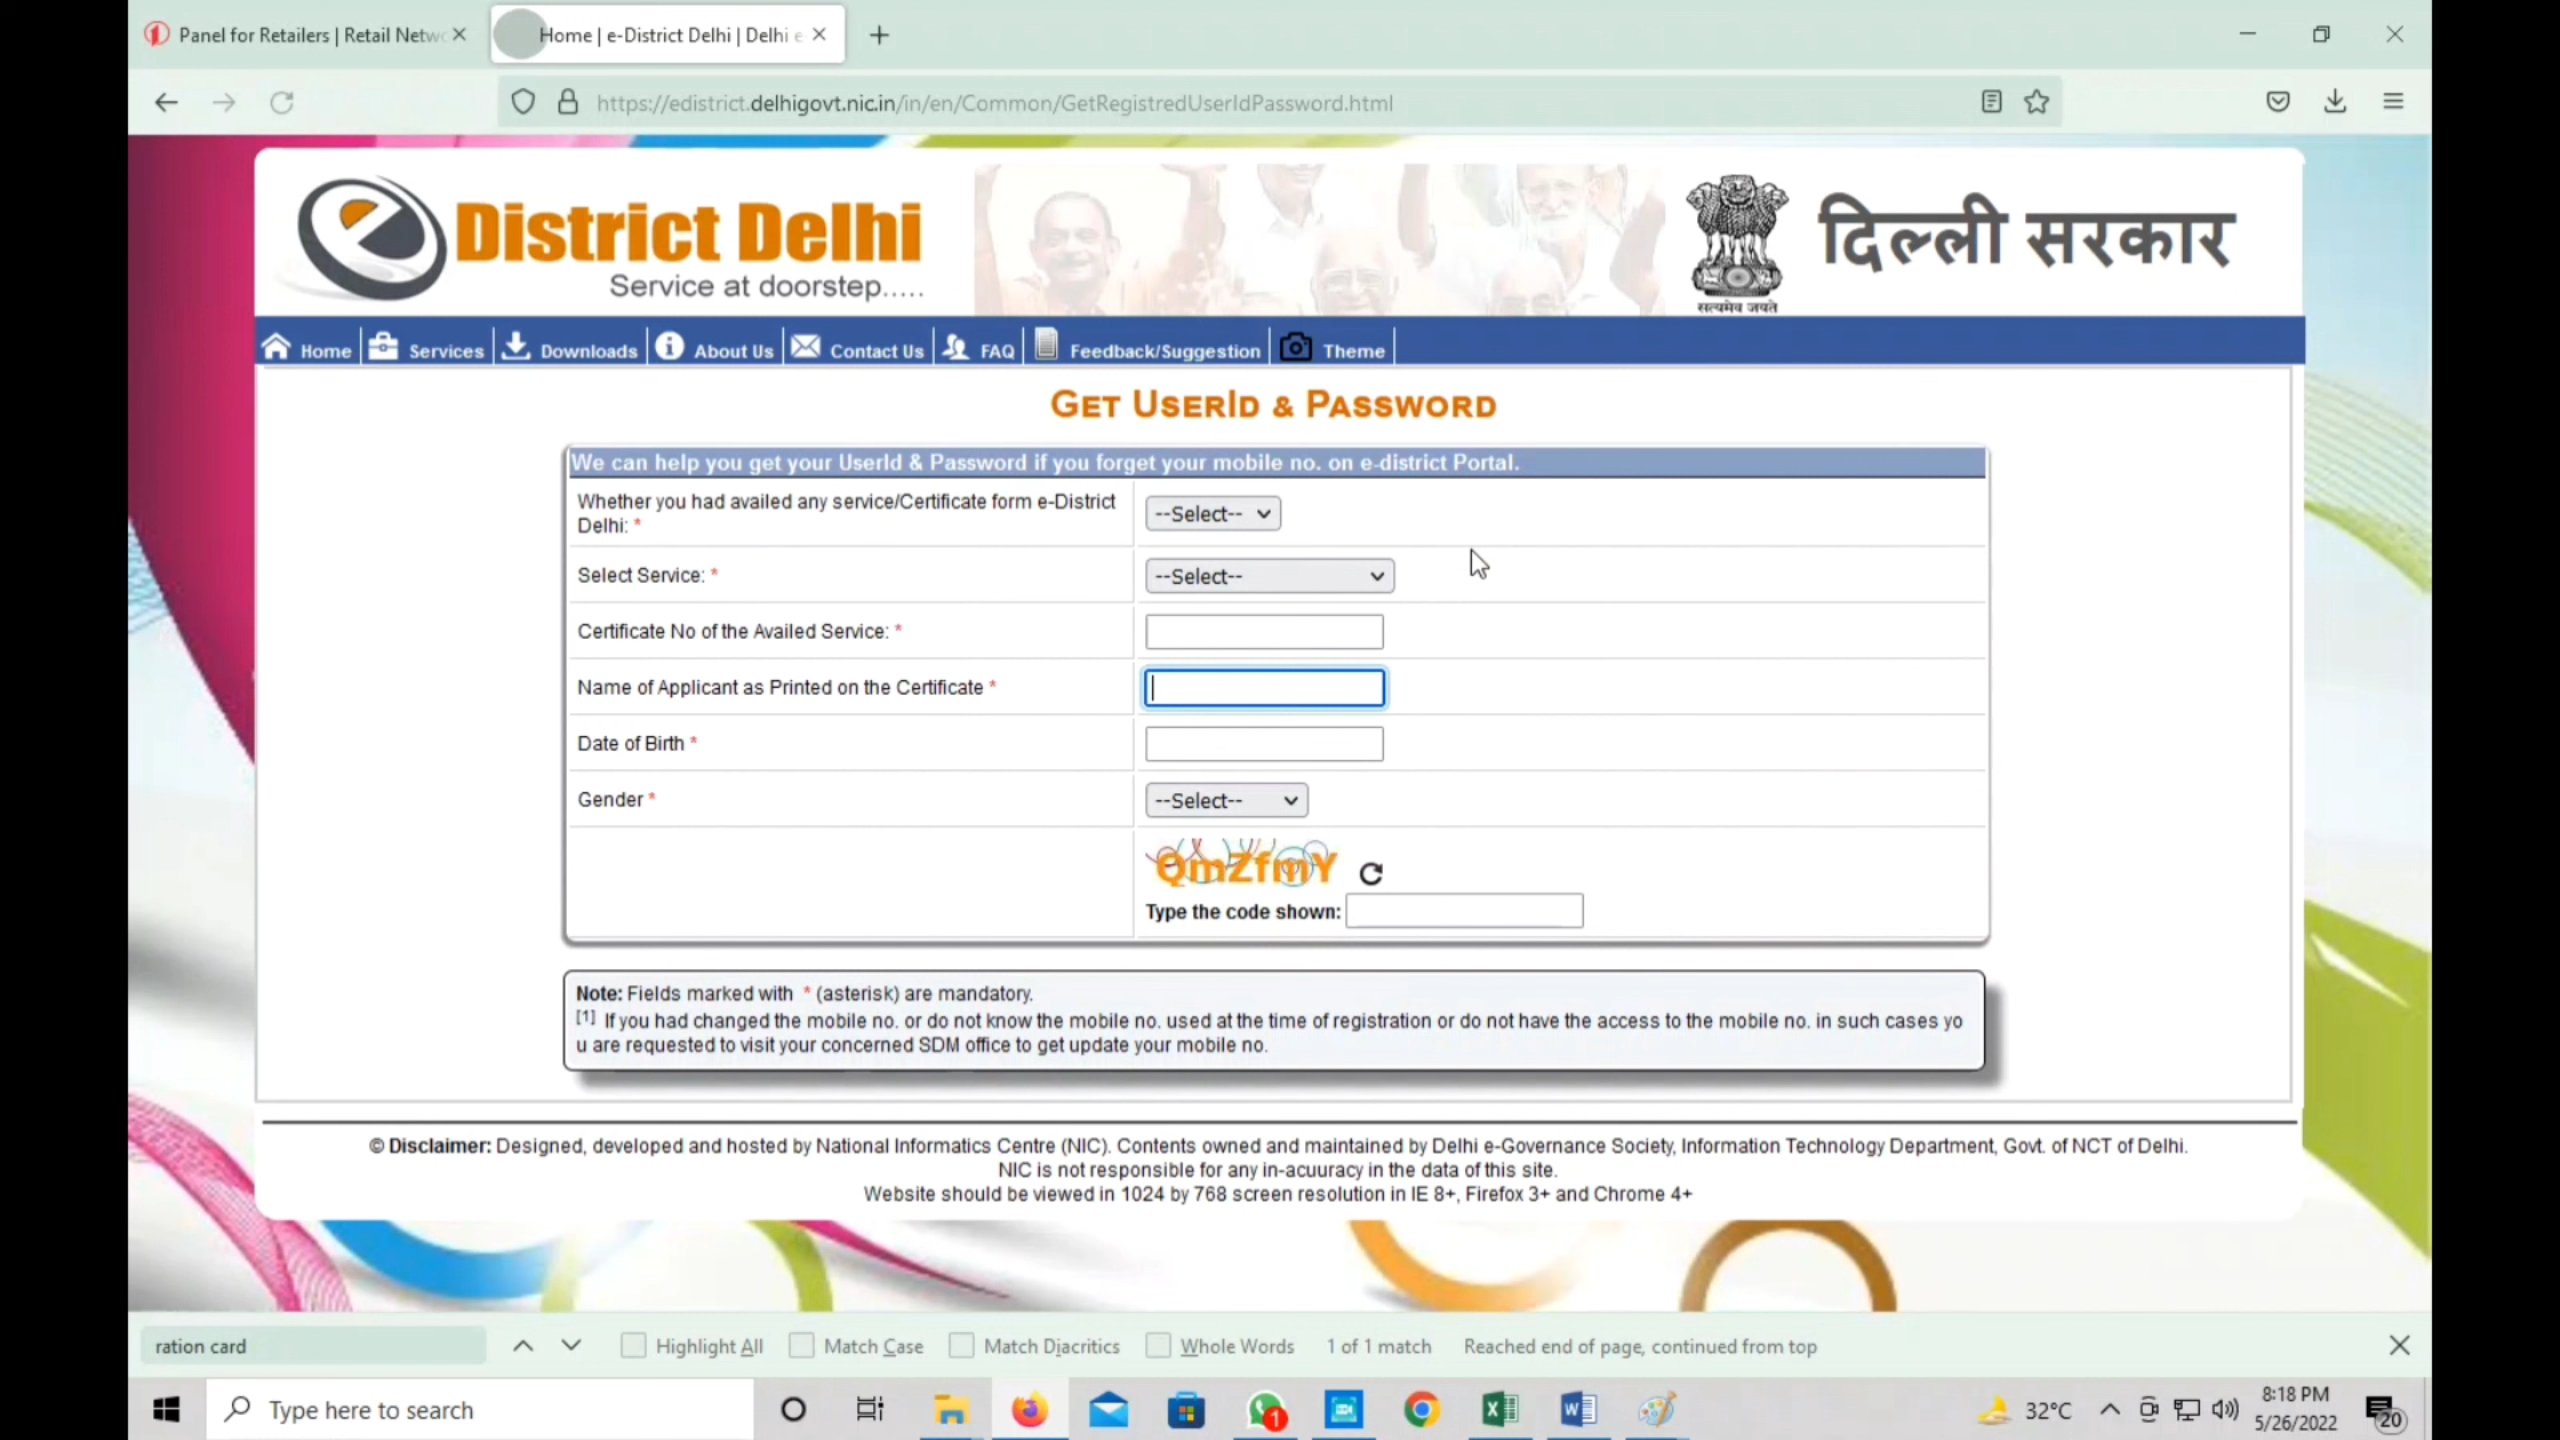 Panel for Retailers | Retail Netwo
Home | e-District Delhi | Delhi e
https://edistrict.delhigovt.nic.in/in/en/Common/GetRegistredUserIdPassword.html
e District Delhi
Service at doorstep.....
सत्यमेव जयते
दिल्ली सरकार
Home Services Downloads About Us Contact Us FAQ Feedback/Suggestion Theme
GET USERID & PASSWORD
We can help you get your UserId & Password if you forget your mobile no. on e-district Portal.
Whether you had availed any service/Certificate form e-District
Delhi: *
--Select--
Select Service: * --Select--
Certificate No of the Availed Service: *
Name of Applicant as Printed on the Certificate *
Date of Birth *
Gender * --Select--
QmZfmY
Type the code shown:
Note: Fields marked with * (asterisk) are mandatory.
[1] If you had changed the mobile no. or do not know the mobile no. used at the time of registration or do not have the access to the mobile no. in such cases yo
u are requested to visit your concerned SDM office to get update your mobile no.
© Disclaimer: Designed, developed and hosted by National Informatics Centre (NIC). Contents owned and maintained by Delhi e-Governance Society, Information Technology Department, Govt. of NCT of Delhi.
NIC is not responsible for any in-acuuracy in the data of this site.
Website should be viewed in 1024 by 768 screen resolution in IE 8+, Firefox 3+ and Chrome 4+
ration card Highlight All Match Case Match Diacritics Whole Words 1 of 1 match Reached end of page, continued from top
Type here to search
1
32°C
8:18 PM
5/26/2022
20